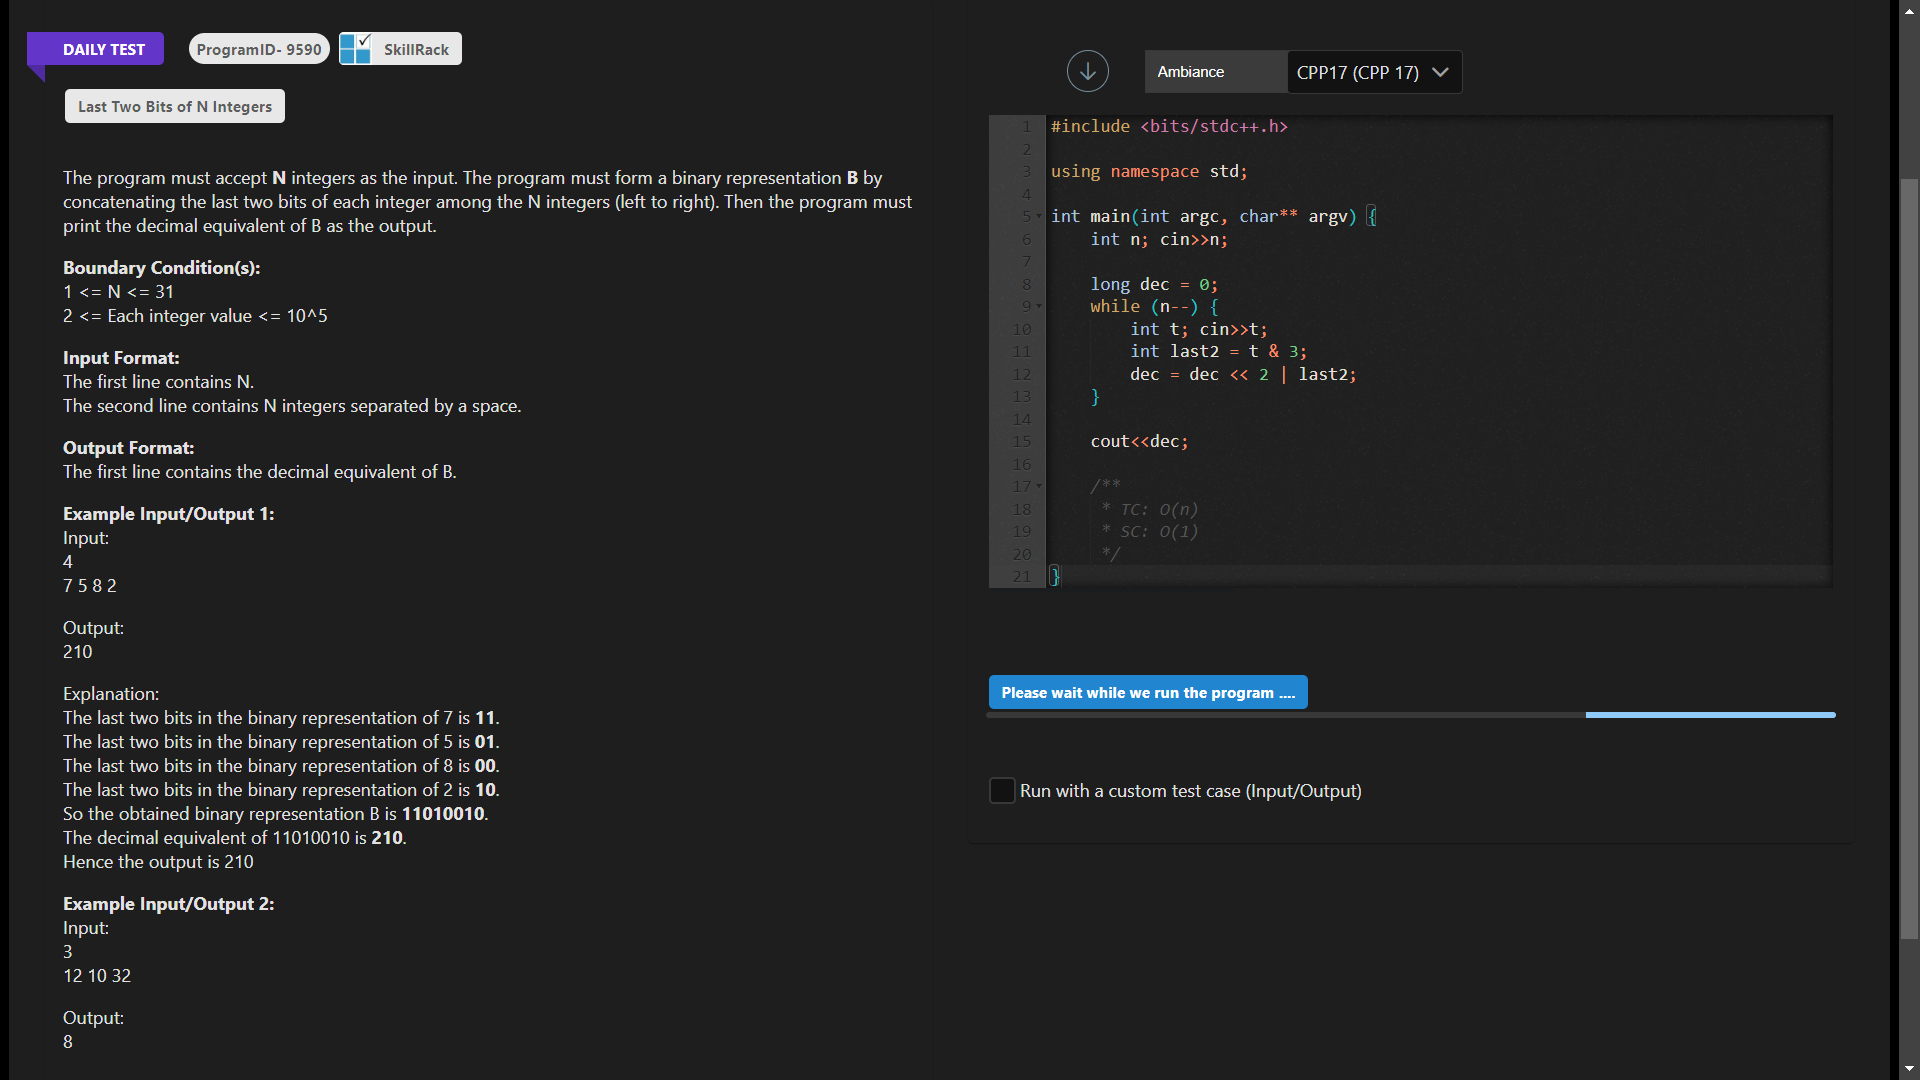 DAILY TEST
ProgramID- 9590
SkillRack
Last Two Bits of N Integers
The program must accept N integers as the input. The program must form a binary representation B by
concatenating the last two bits of each integer among the N integers (left to right). Then the program must
print the decimal equivalent of B as the output.
Boundary Condition(s):
1 <= N <= 31
2 <= Each integer value <= 10^5
Input Format:
The first line contains N.
The second line contains N integers separated by a space.
Output Format:
The first line contains the decimal equivalent of B.
Example Input/Output 1:
Input:
4
7 5 8 2
Output:
210
Explanation:
The last two bits in the binary representation of 7 is 11.
The last two bits in the binary representation of 5 is 01.
The last two bits in the binary representation of 8 is 00.
The last two bits in the binary representation of 2 is 10.
So the obtained binary representation B is 11010010.
The decimal equivalent of 11010010 is 210.
Hence the output is 210
Example Input/Output 2:
Input:
3
12 10 32
Output:
8
Ambiance
CPP17 (CPP 17)
1 #include <bits/stdc++.h>
2
3 using namespace std;
4
5 int main(int argc, char** argv) {
6     int n; cin>>n;
7
8     long dec = 0;
9     while (n--) {
10         int t; cin>>t;
11         int last2 = t & 3;
12         dec = dec << 2 | last2;
13     }
14
15     cout<<dec;
16
17     /**
18      * TC: O(n)
19      * SC: O(1)
20      */
21 }
Please wait while we run the program ....
Run with a custom test case (Input/Output)